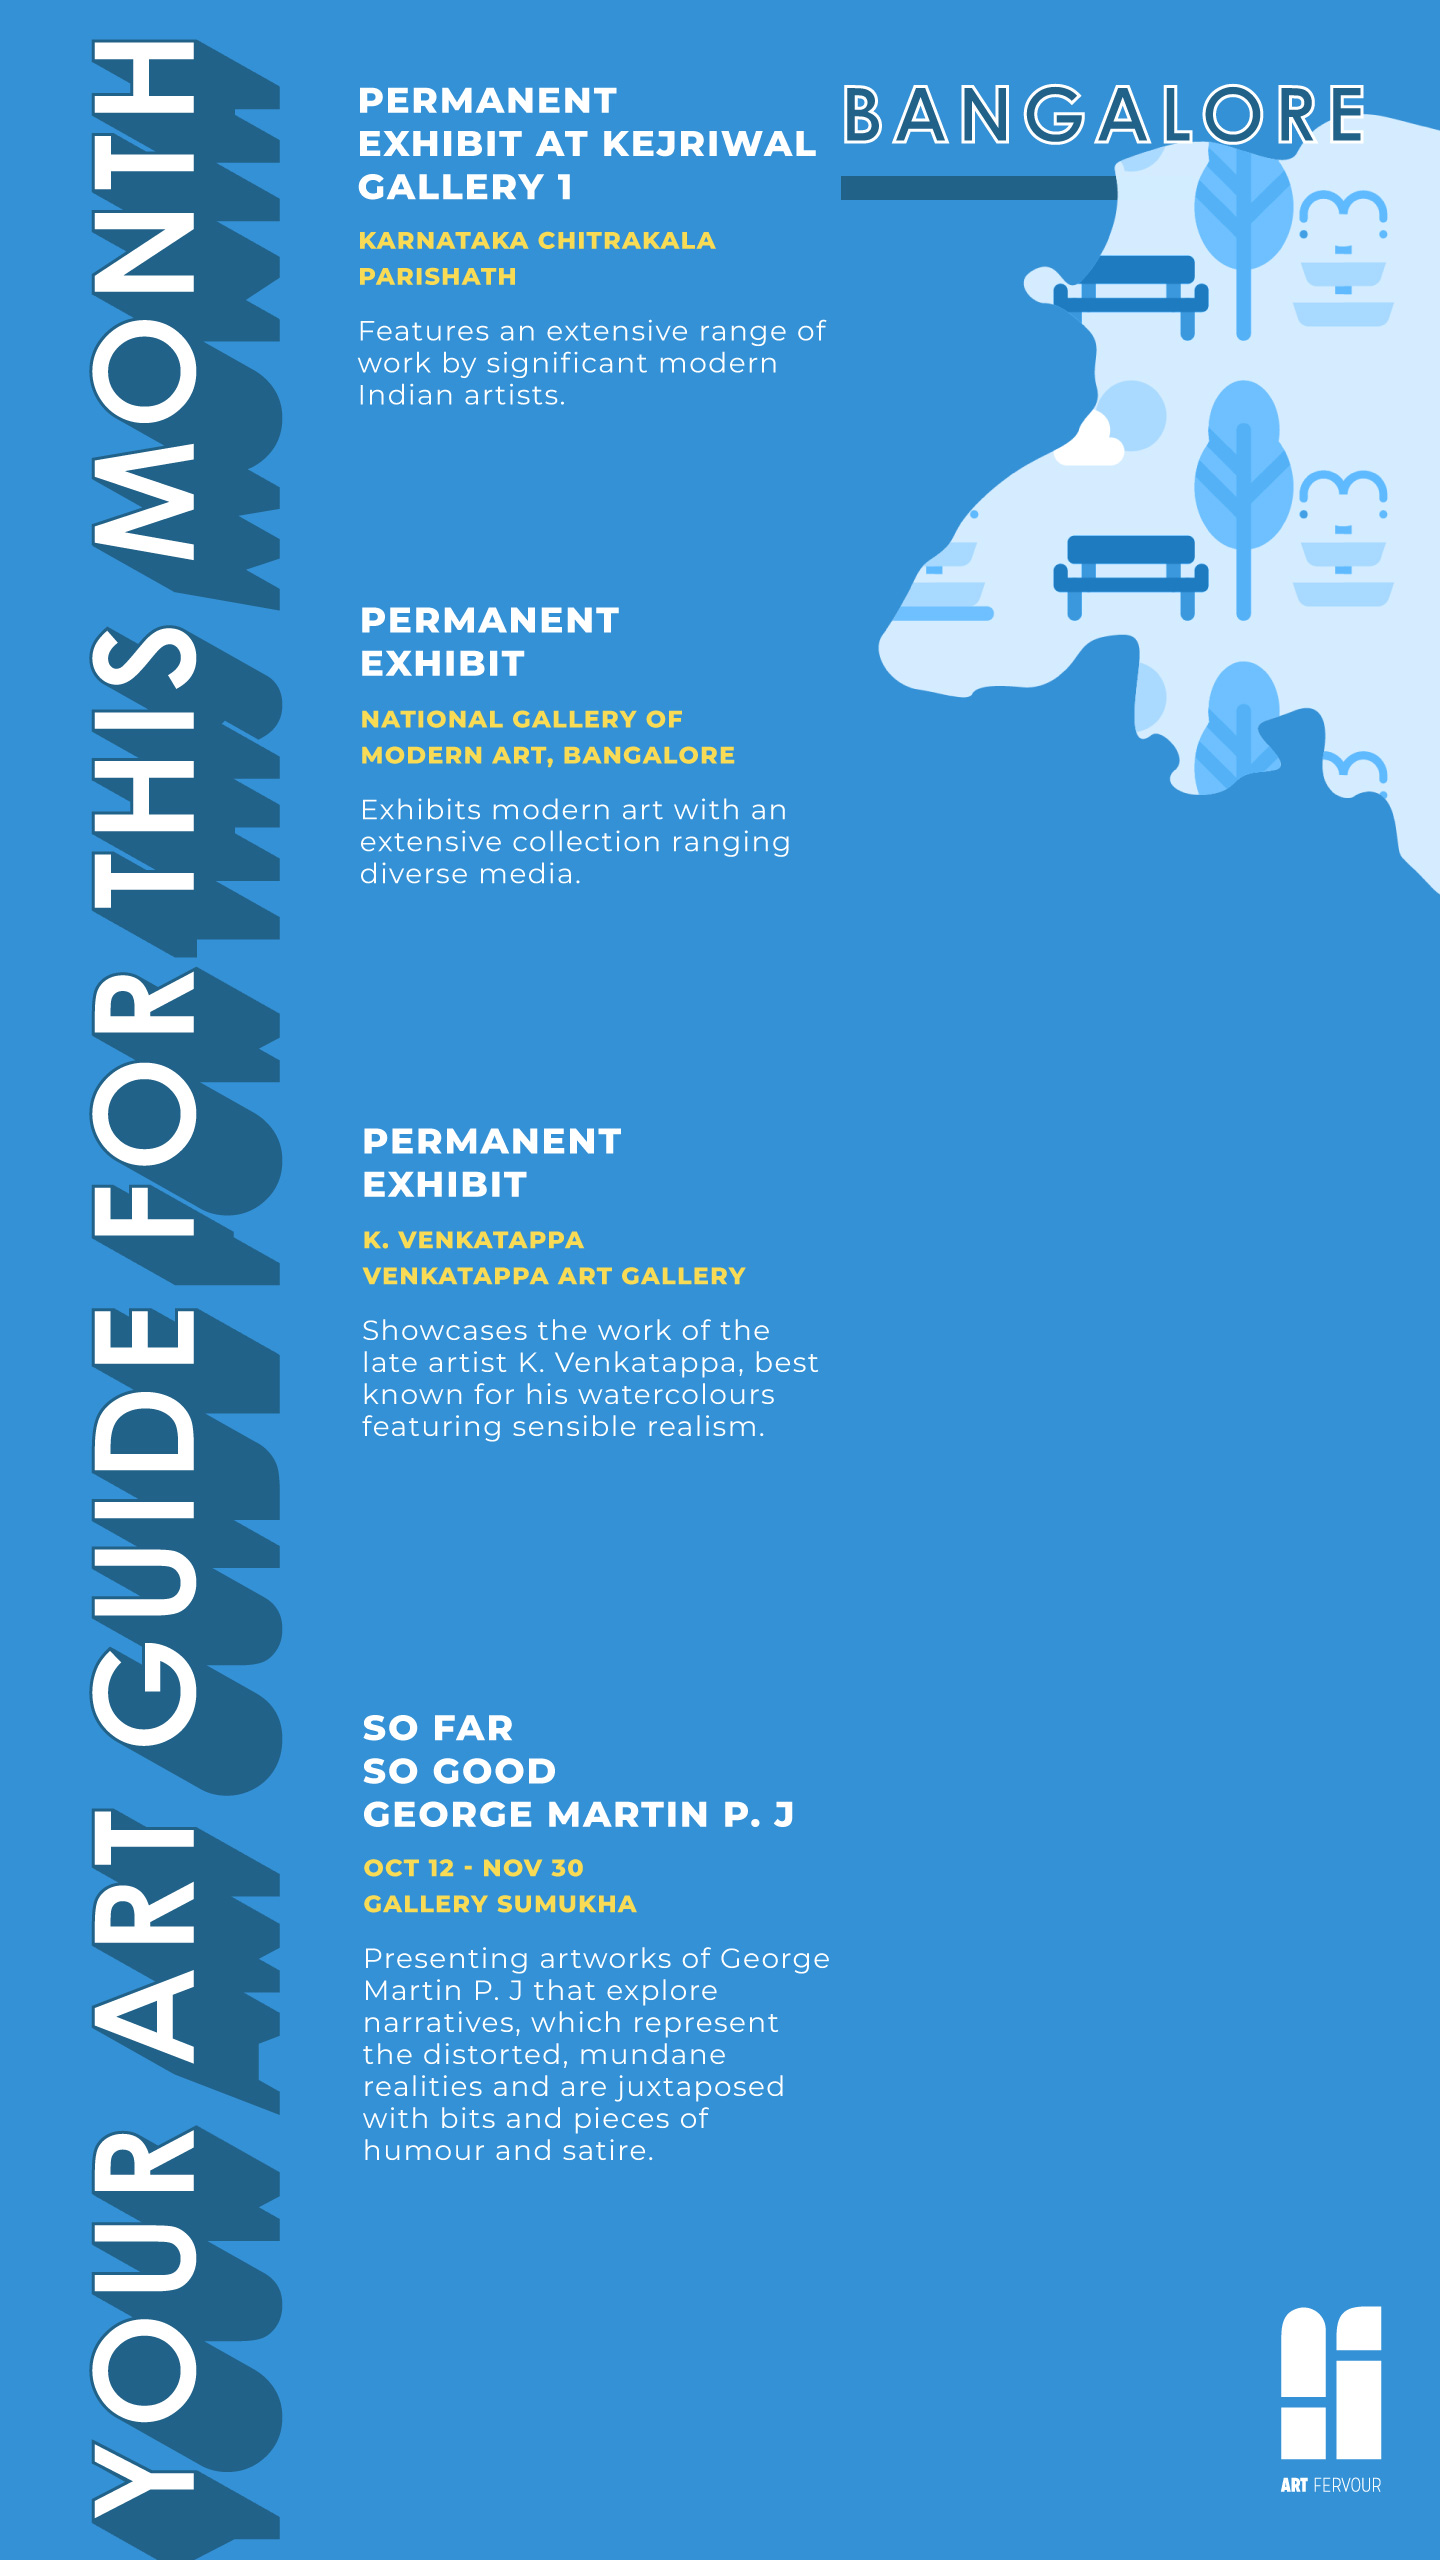 YOUR ART GUIDE FOR THIS MONTH
BANGALORE
PERMANENT
EXHIBIT AT KEJRIWAL
GALLERY 1
KARNATAKA CHITRAKALA
PARISHATH
Features an extensive range of
work by significant modern
Indian artists.
PERMANENT
EXHIBIT
NATIONAL GALLERY OF
MODERN ART, BANGALORE
Exhibits modern art with an
extensive collection ranging
diverse media.
PERMANENT
EXHIBIT
K. VENKATAPPA
VENKATAPPA ART GALLERY
Showcases the work of the
late artist K. Venkatappa, best
known for his watercolours
featuring sensible realism.
SO FAR
SO GOOD
GEORGE MARTIN P. J
OCT 12 - NOV 30
GALLERY SUMUKHA
Presenting artworks of George
Martin P. J that explore
narratives, which represent
the distorted, mundane
realities and are juxtaposed
with bits and pieces of
humour and satire.
ART FERVOUR